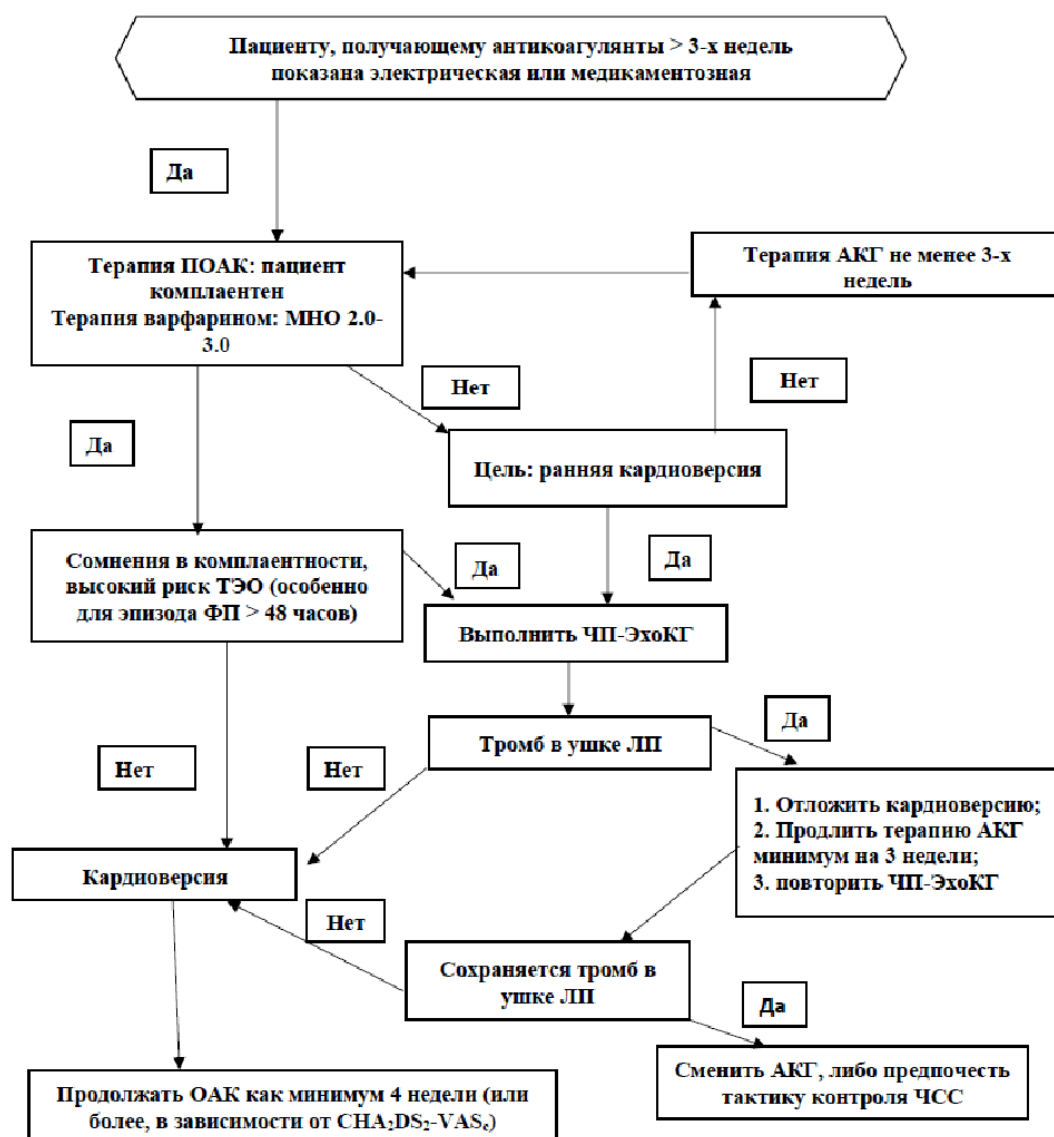 Пациенту, получающему антикоагулянты > 3-х недель
показана электрическая или медикаментозная
Да
Терапия ПОАК: пациент
комплаентен
Терапия варфарином: МНО 2.0-
3.0
Терапия АКГ не менее 3-х
недель
Нет
Нет
Да
Цель: ранняя кардиоверсия
Сомнения в комплаентности,
высокий риск ТЭО (особенно
для эпизода ФП > 48 часов)
Да
Да
Выполнить ЧП-ЭхоКГ
Да
Тромб в ушке ЛП
Нет
Нет
1. Отложить кардиоверсию;
2. Продлить терапию АКГ
минимум на 3 недели;
3. повторить ЧП-ЭхоКГ
Кардиоверсия
Нет
Сохраняется тромб в
ушке ЛП
Да
Продолжать ОАК как минимум 4 недели (или
более, в зависимости от CHA₂DS₂-VASc)
Сменить АКГ, либо предпочесть
тактику контроля ЧСС